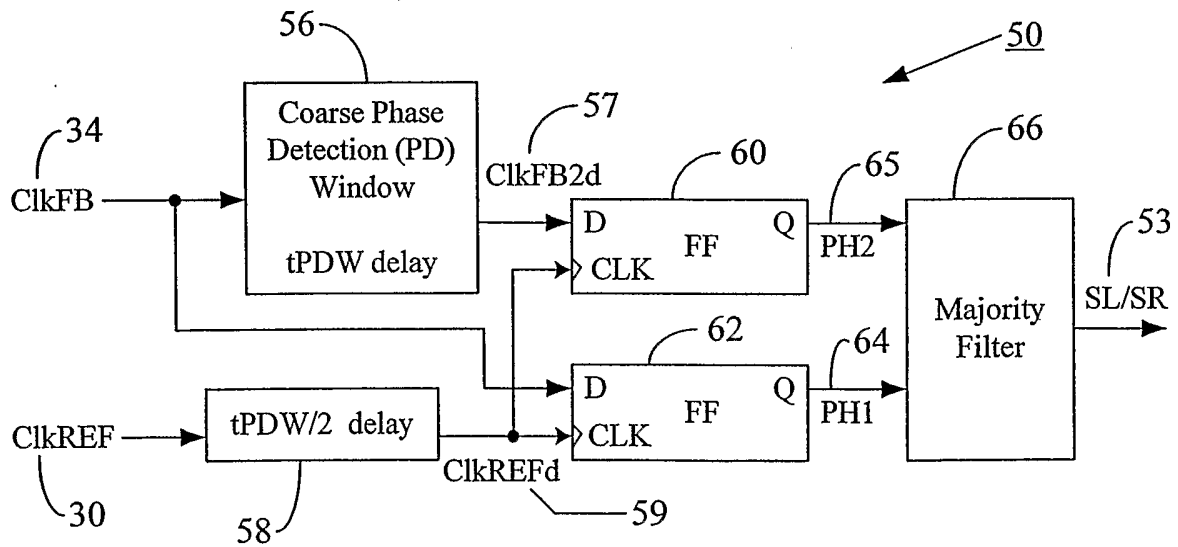 56
50
34
Coarse Phase
Detection (PD)
Window
tPDW delay
57
ClkFB2d
60
65
66
53
ClkFB
D
Q
FF
CLK
PH2
SL/SR
Majority
Filter
62
64
D
Q
FF
CLK
PH1
ClkREF
tPDW/2 delay
ClkREFd
30
58
59